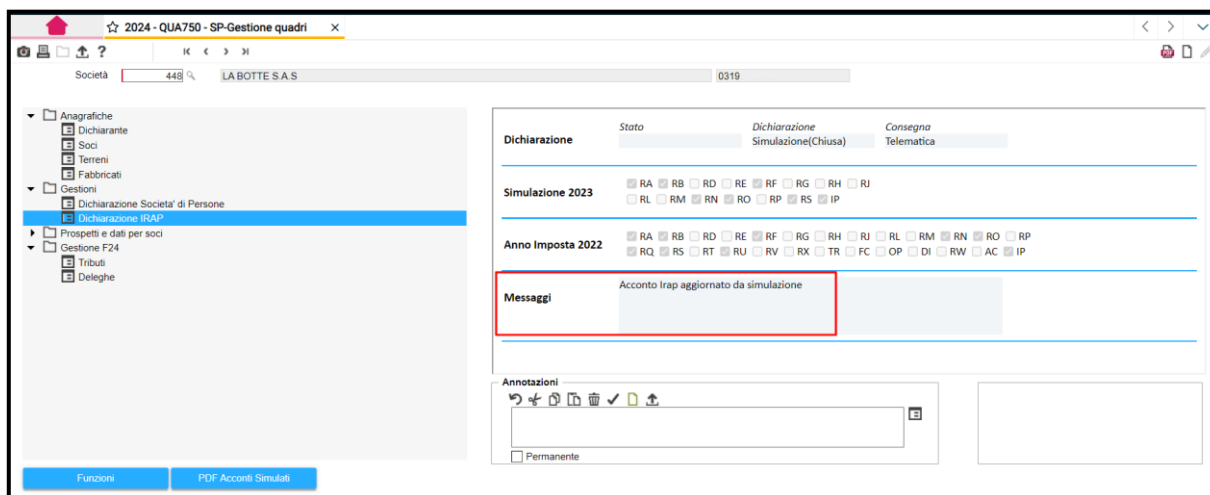 2024 - QUA750 - SP-Gestione quadri
Società 448 LA BOTTE S.A.S 0319
Anagrafiche
Dichiarante
Soci
Terreni
Fabbricati
Gestioni
Dichiarazione Societa' di Persone
Dichiarazione IRAP
Prospetti e dati per soci
Gestione F24
Tributi
Deleghe
Funzioni PDF Acconti Simulati
Stato Dichiarazione Consegna
Dichiarazione Simulazione(Chiusa) Telematica
Simulazione 2023
RA RB RD RE RF RG RH RJ
RL RM RN RO RP RS IP
Anno Imposta 2022
RA RB RD RE RF RG RH RJ RL RM RN RO RP
RQ RS RT RU RV RX TR FC OP DI RW AC IP
Messaggi
Acconto Irap aggiornato da simulazione
Annotazioni
Permanente